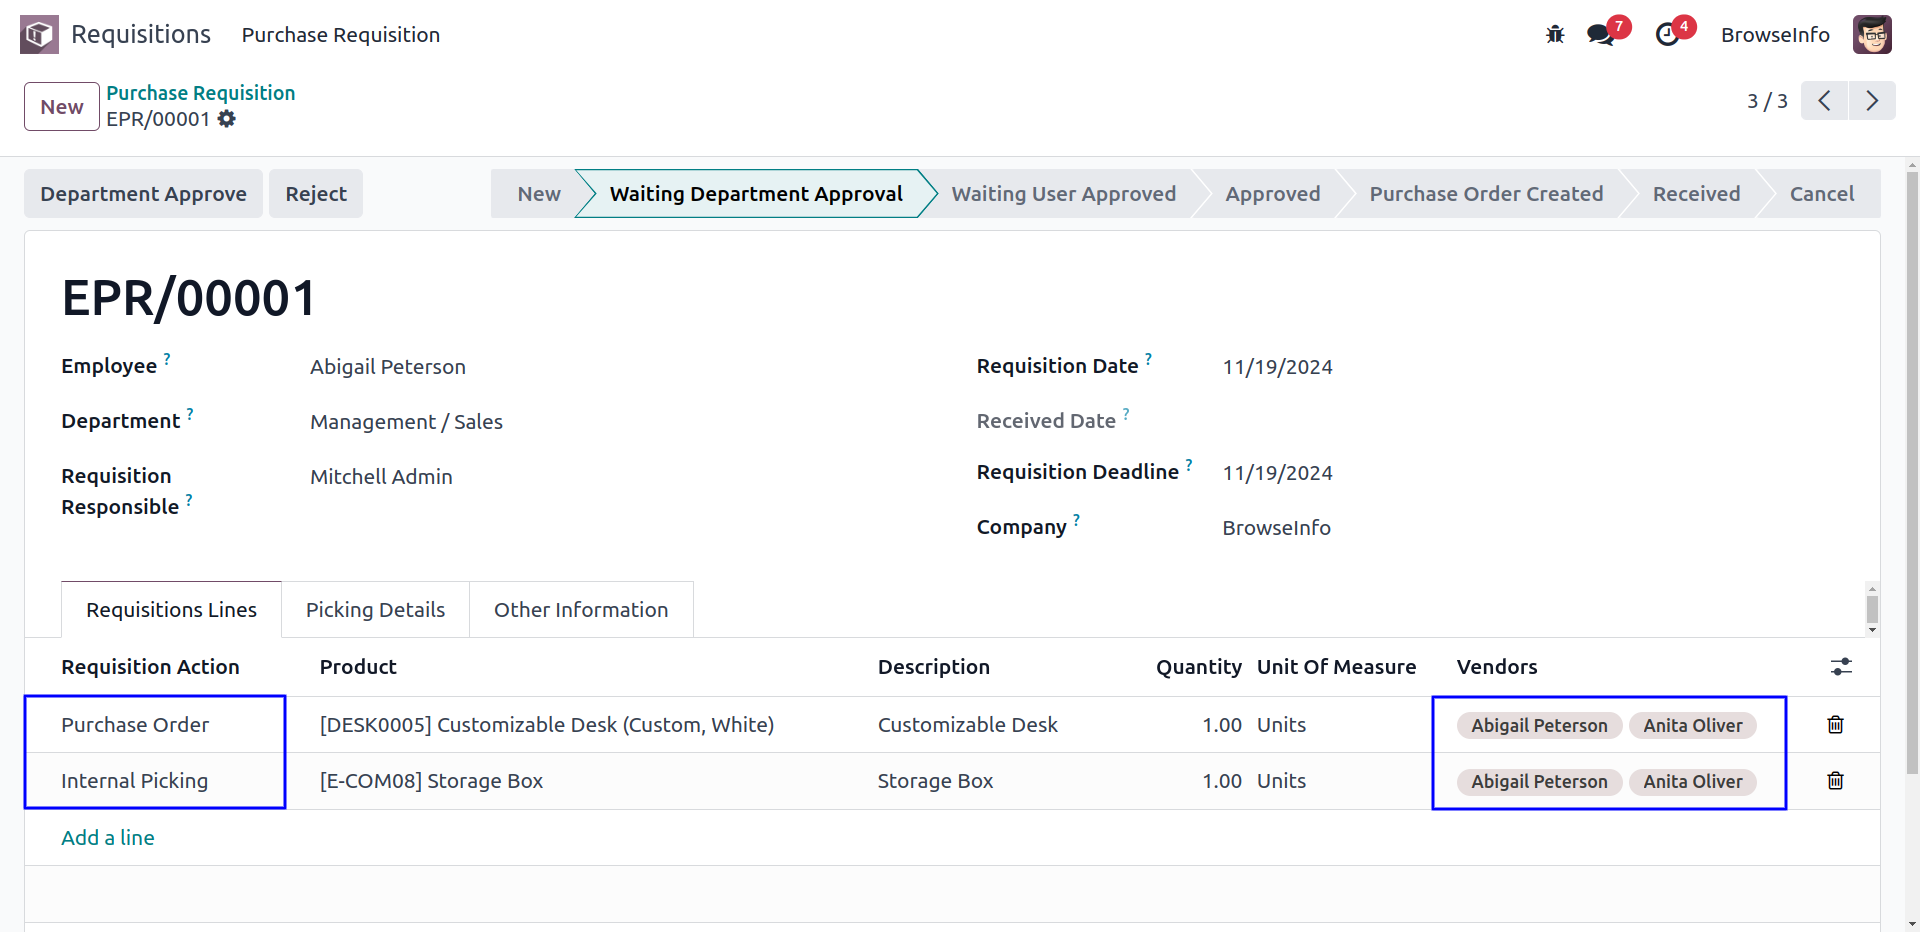 Requisitions Purchase Requisition 7 4 BrowseInfo
New Purchase Requisition
EPR/00001
3 / 3
Department Approve Reject New Waiting Department Approval Waiting User Approved Approved Purchase Order Created Received Cancel
EPR/00001
Employee ? Abigail Peterson
Department ? Management / Sales
Requisition
Responsible ? Mitchell Admin
Requisition Date ? 11/19/2024
Received Date ?
Requisition Deadline ? 11/19/2024
Company ? BrowseInfo
Requisitions Lines Picking Details Other Information
Requisition Action Product Description Quantity Unit Of Measure Vendors
Purchase Order [DESK0005] Customizable Desk (Custom, White) Customizable Desk 1.00 Units Abigail Peterson Anita Oliver
Internal Picking [E-COM08] Storage Box Storage Box 1.00 Units Abigail Peterson Anita Oliver
Add a line